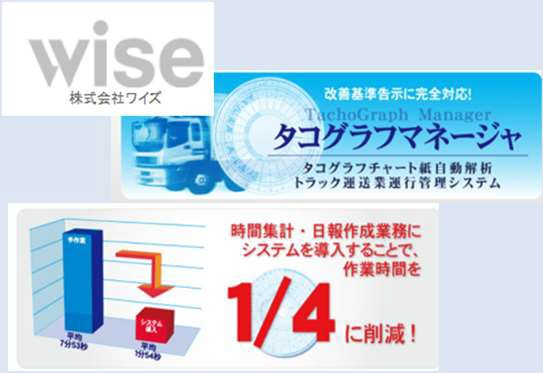 wise
株式会社ワイズ
改善基準告示に完全対応!
TachoGraph Manager
タコグラフマネージャ
タコグラフチャート紙自動解析
トラック運送業運行管理システム
時間集計・日報作成業務に
システムを導入することで、
作業時間を
1/4に削減!
手作業
システム
導入
平均
7分53秒
平均
1分54秒